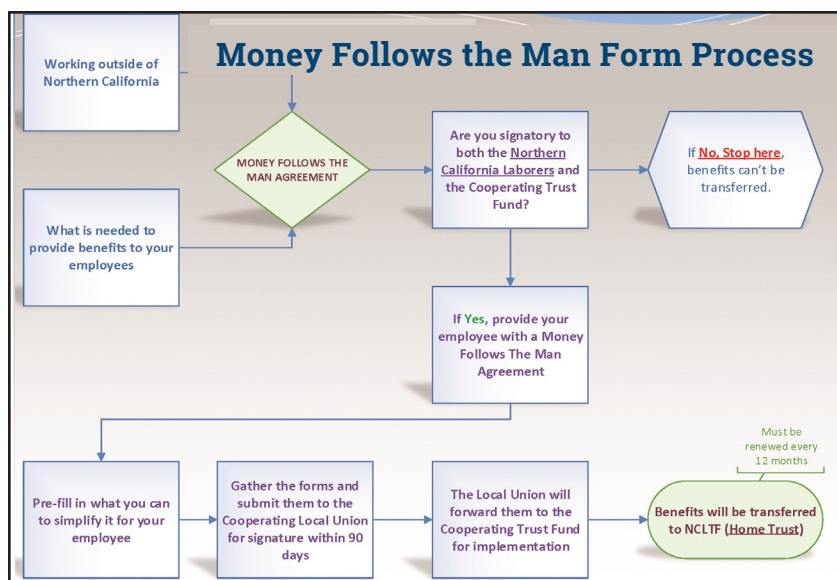 Money Follows the Man Form Process
Working outside of
Northern California
MONEY FOLLOWS THE
MAN AGREEMENT
Are you signatory to
both the Northern
California Laborers and
the Cooperating Trust
Fund?
If No, Stop here,
benefits can't be
transferred.
What is needed to
provide benefits to your
employees
If Yes, provide your
employee with a Money
Follows The Man
Agreement
Pre-fill in what you can
to simplify it for your
employee
Gather the forms and
submit them to the
Cooperating Local Union
for signature within 90
days
The Local Union will
forward them to the
Cooperating Trust Fund
for implementation
Must be
renewed every
12 months
Benefits will be transferred
to NCLTF (Home Trust)